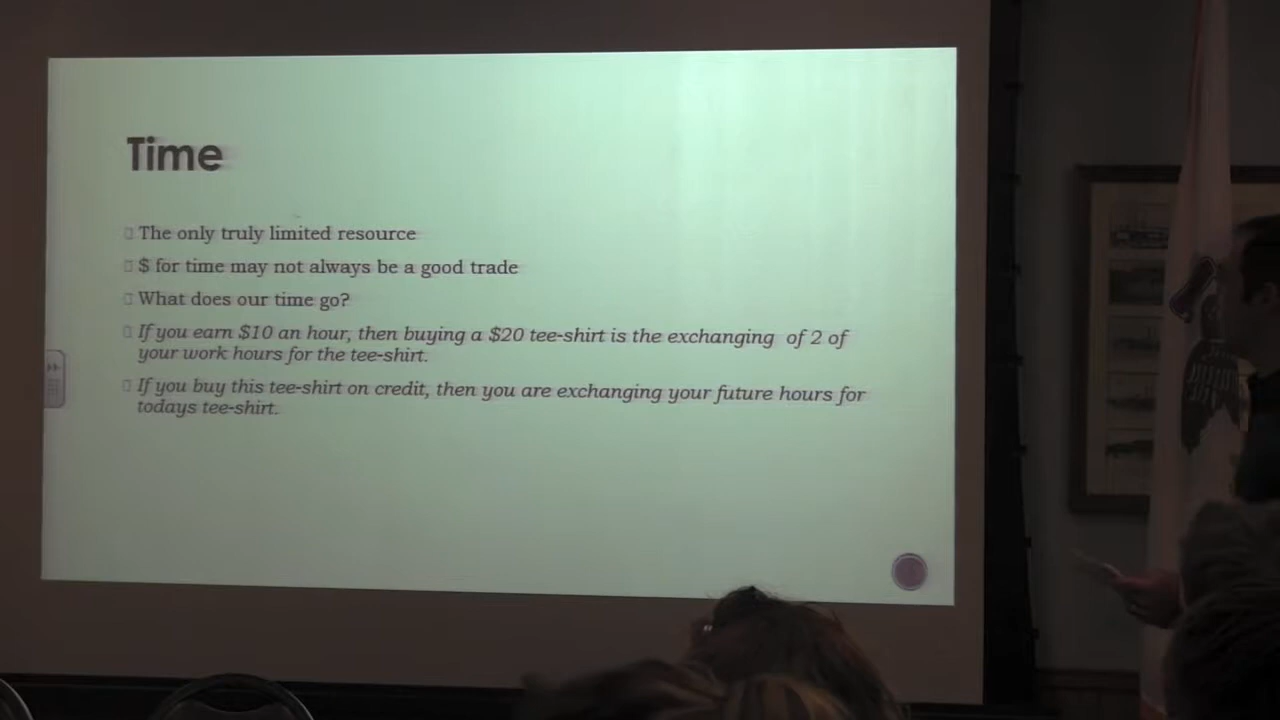 Time
The only truly limited resource
$ for time may not always be a good trade
What does our time go?
If you earn $10 an hour, then buying a $20 tee-shirt is the exchanging of 2 of
your work hours for the tee-shirt.
If you buy this tee-shirt on credit, then you are exchanging your future hours for
todays tee-shirt.